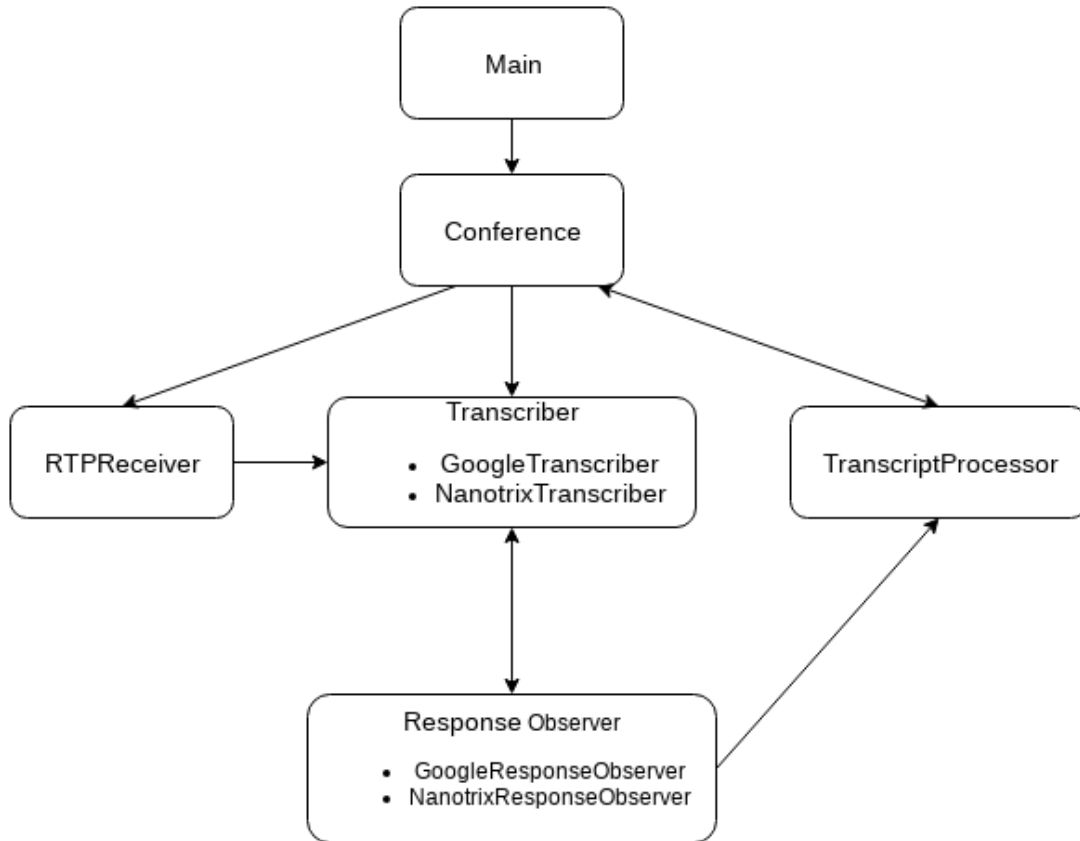 Main
Conference
RTPReceiver
Transcriber
• GoogleTranscriber
• NanotrixTranscriber
TranscriptProcessor
Response Observer
• GoogleResponseObserver
• NanotrixResponseObserver